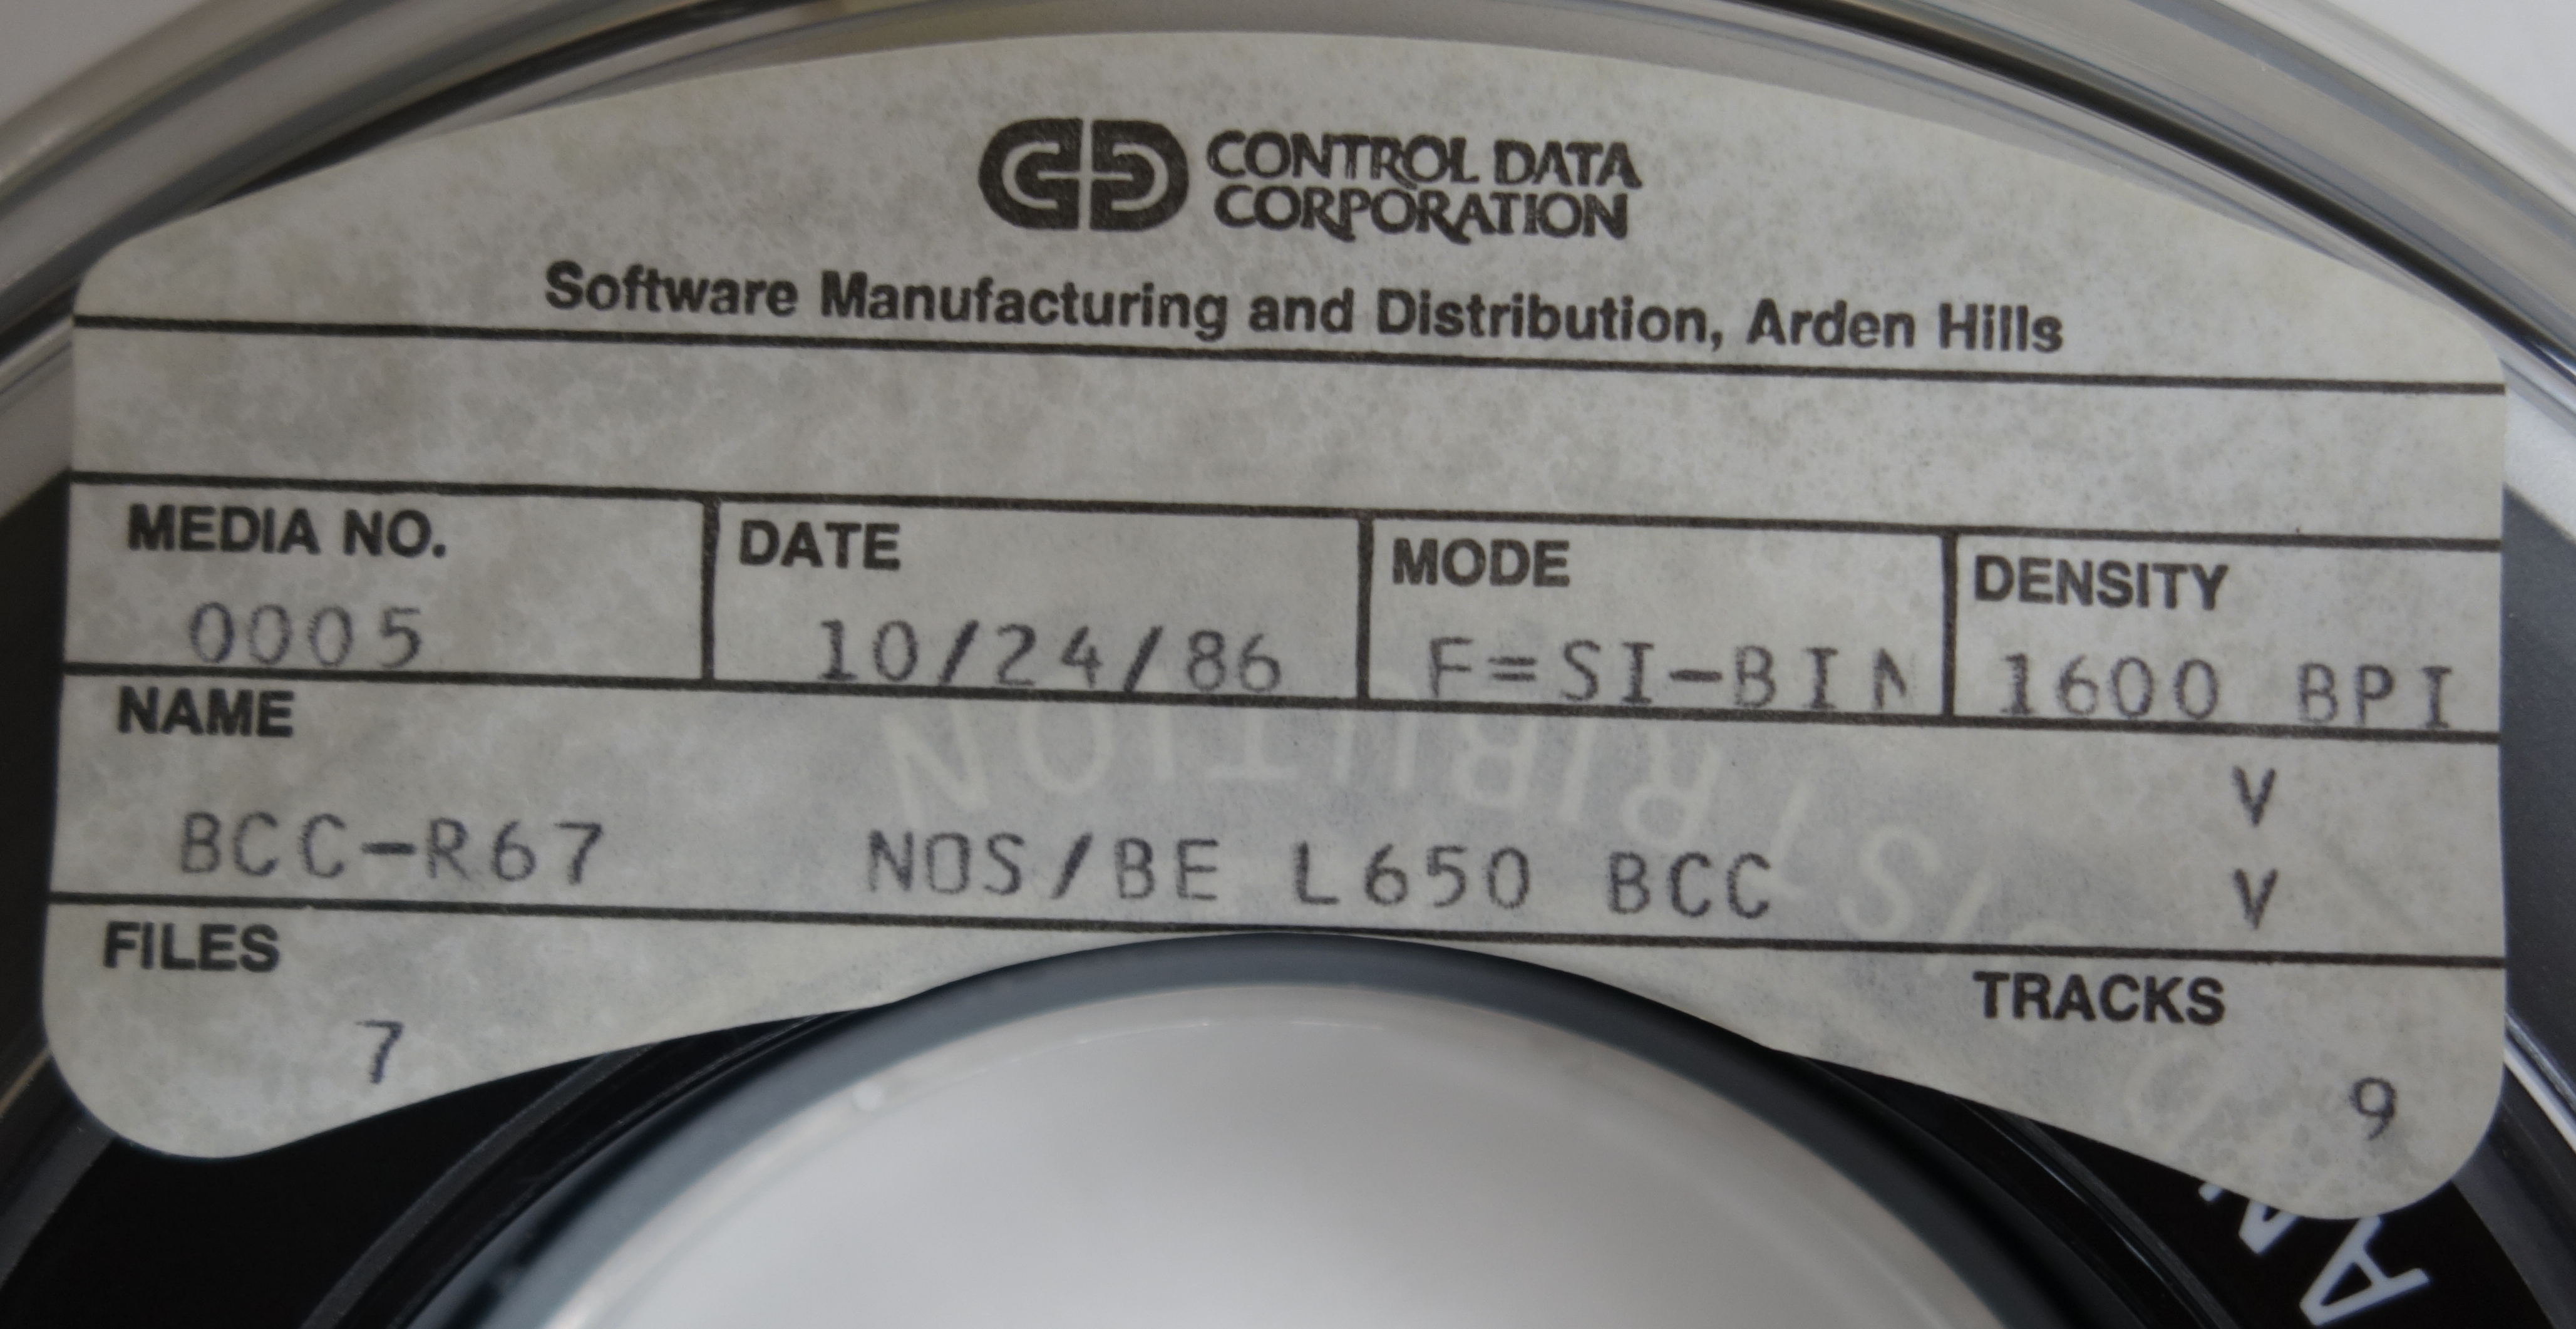 CONTROL DATA
CORPORATION
Software Manufacturing and Distribution, Arden Hills
MEDIA NO. DATE MODE DENSITY
0005 10/24/86 F=SI-BIN 1600 BPI
NAME
V
BCC-R67 NOS/BE L650 BCC V
FILES TRACKS
7 9